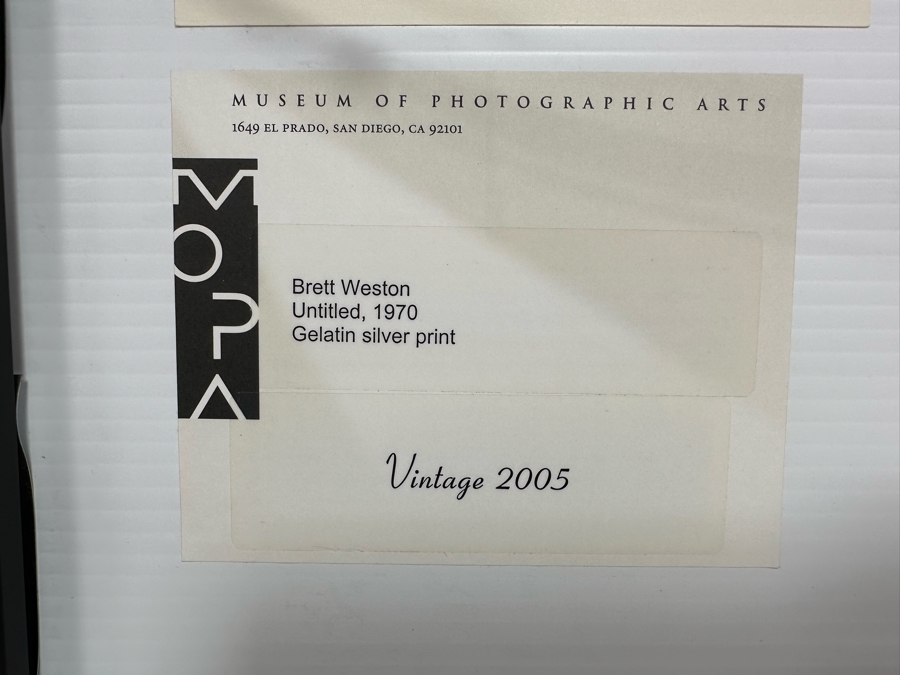 MUSEUM OF PHOTOGRAPHIC ARTS
1649 EL PRADO, SAN DIEGO, CA 92101
MOPA
Brett Weston
Untitled, 1970
Gelatin silver print
Vintage 2005